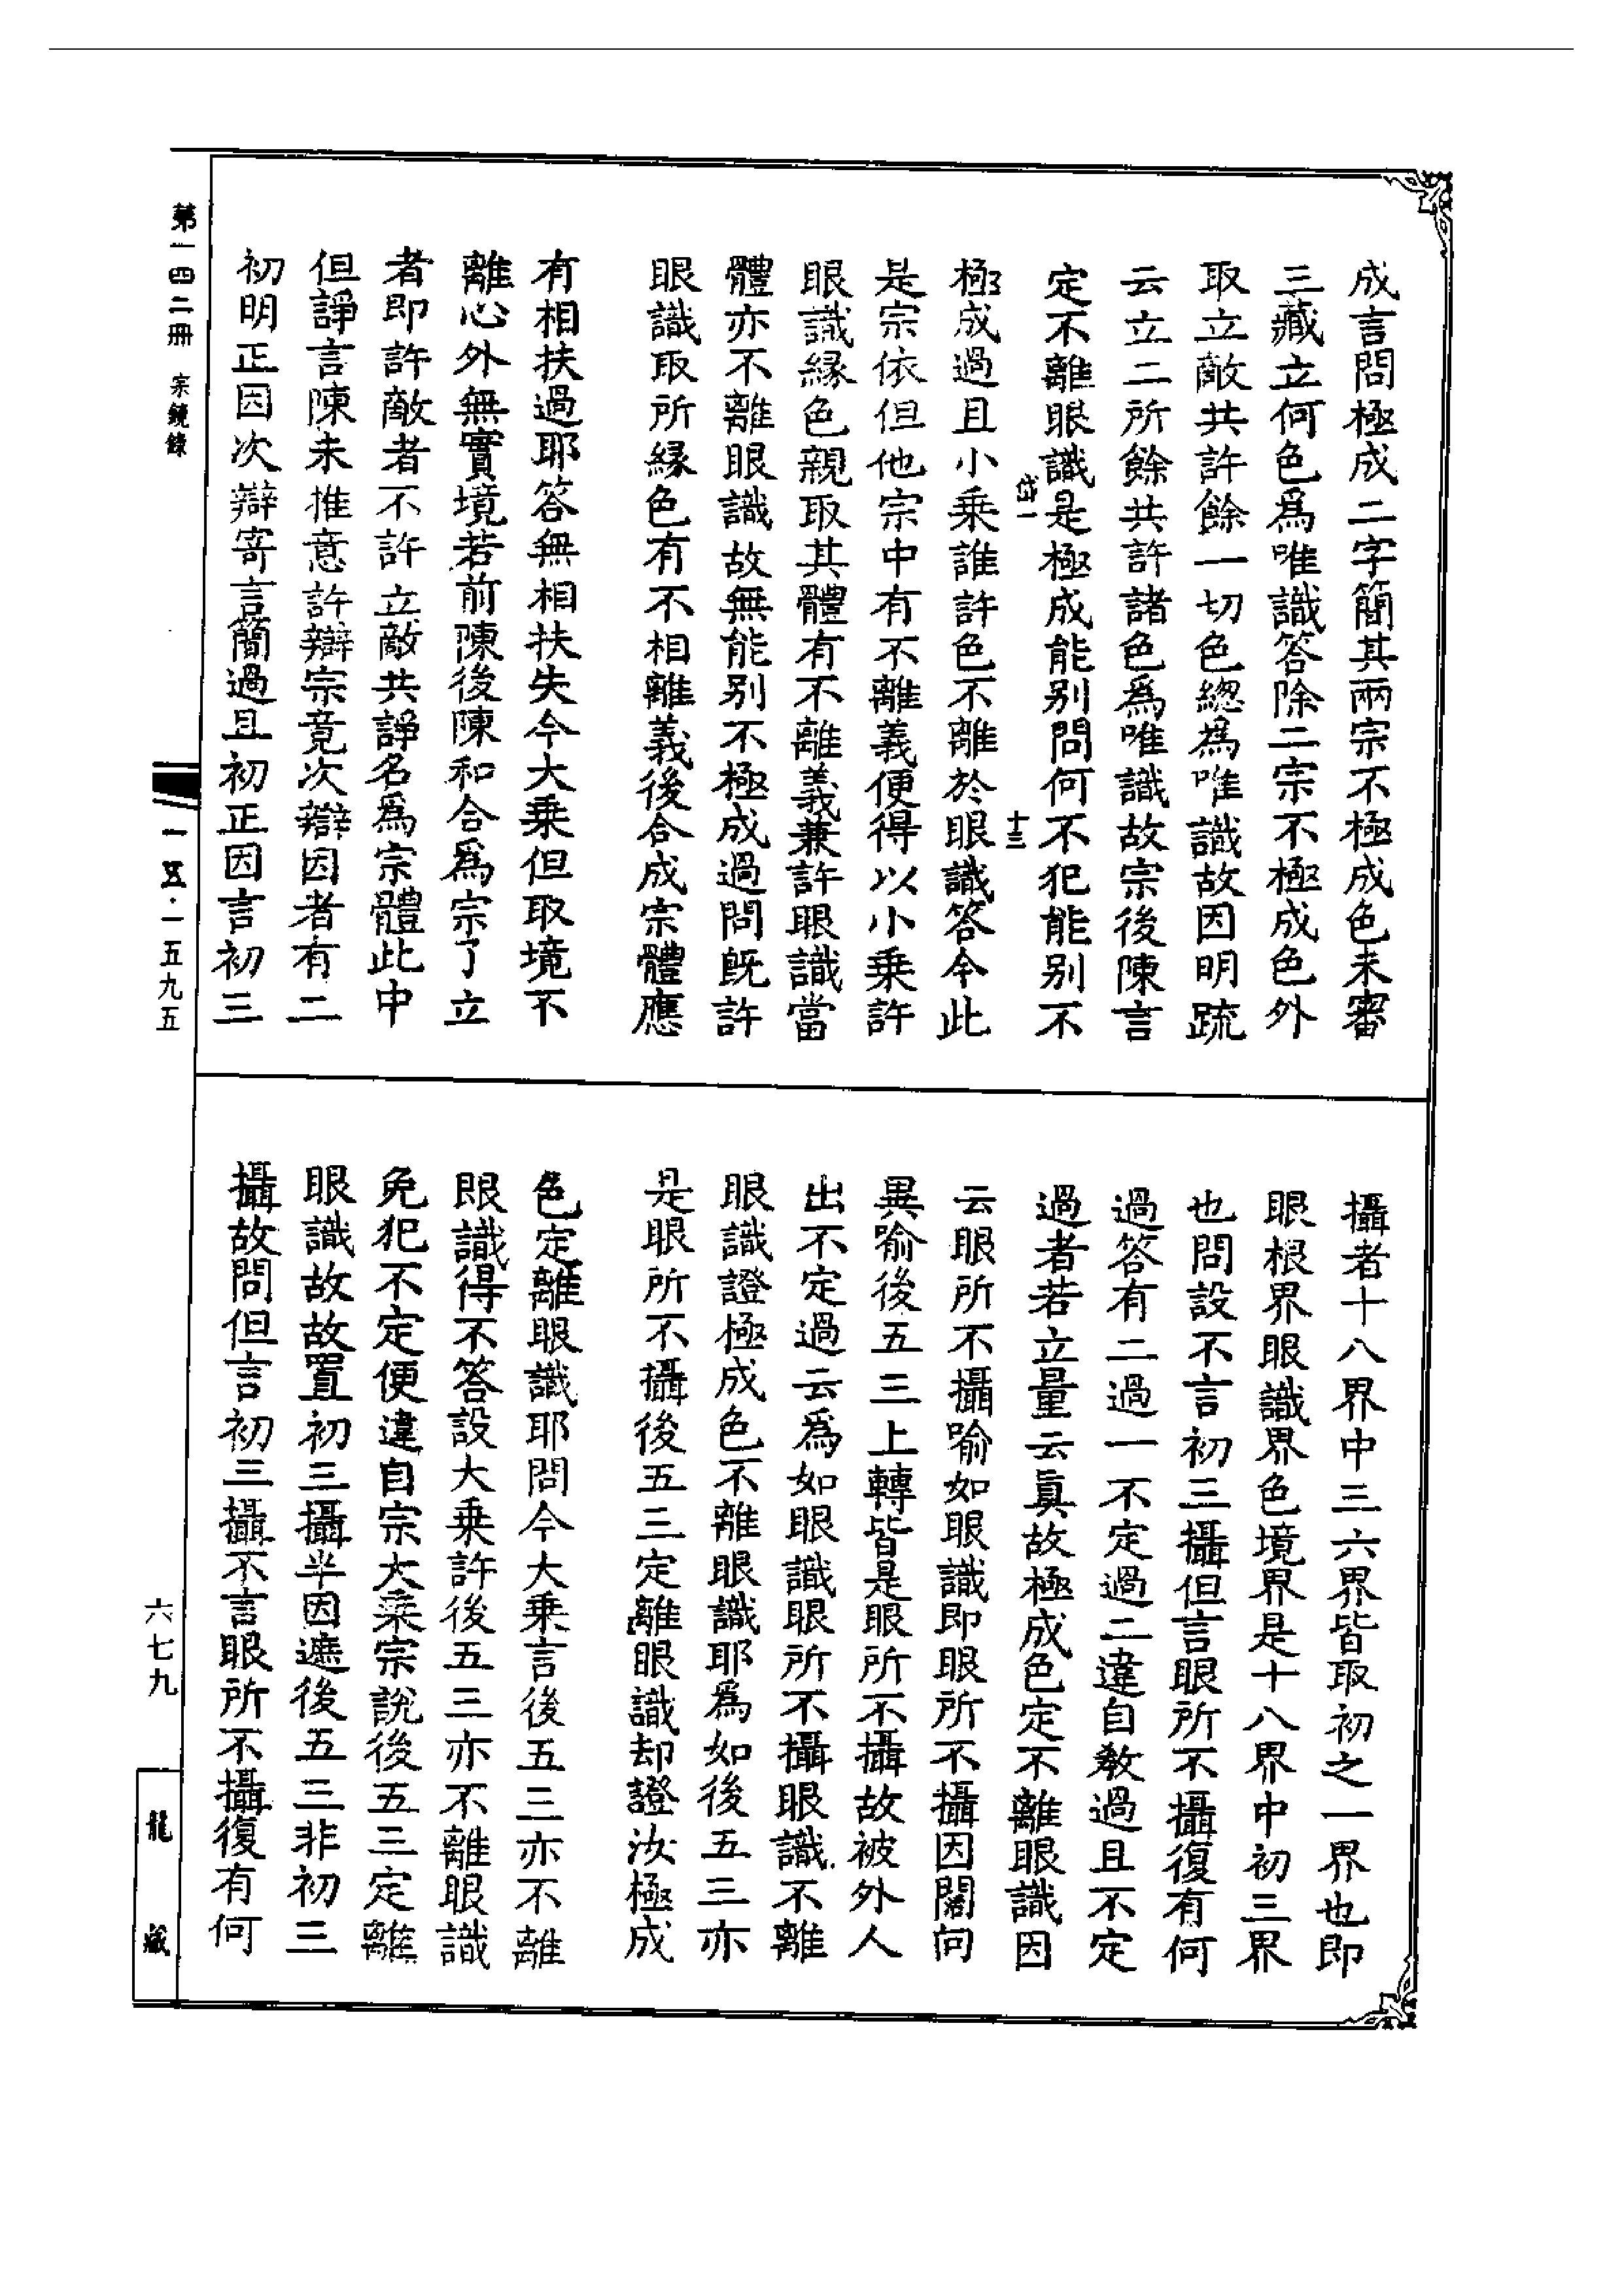 成言問極成二字簡其兩宗不極成色未審
三藏立何色爲唯識答除二宗不極成色外
取立敵共許餘一切色緫為唯識故因明䟽
云立二所餘共許諸色爲唯識故宗後陳言
定不離眼識是極成能别問何不犯能别不
岱一
十三
極成過且小乗誰許色不離於眼識答今此
是宗依但他宗中有不離義便得以小乗許
眼識縁色親取其體有不離義兼許眼識當
體亦不離眼識故無能别不極成過問既許
眼識取所縁色有不相離義後合成宗體應
有相扶過耶答無相扶失今大乗但取境不
離心外無實境若前陳後陳和合爲宗了立
者即許敵者不許立敵共諍名爲宗體此中
但諍言陳未推意許辯宗竟次辯因者有二
初明正因次辯寄言簡過且初正因言初三
攝者十八界中三六界皆取初之一界也即
眼根界眼識界色境界是十八界中初三界
也問設不言初三攝但言眼所不攝復有何
過答有二過一不定過二違自教過且不定
過者若立量云真故極成色定不離眼識因
云眼所不攝喻如眼識即眼所不攝因闊向
異喻後五三上轉皆是眼所不攝故被外人
出不定過云爲如眼識眼所不攝眼識不離
眼識證極成色不離眼識耶爲如後五三亦
是眼所不攝後五三定離眼識却證汝極成
色定離眼識耶問今大乗言後五三亦不離
眼識得不答設大乗許後五三亦不離眼識
免犯不定便違自宗大乗宗說後五三定離
眼識故故置初三攝半因遮後五三非初三
攝故問但言初三攝不言眼所不攝復有何
第一四二冊 宗鏡錄
一五·一五九五
六七九
龍藏